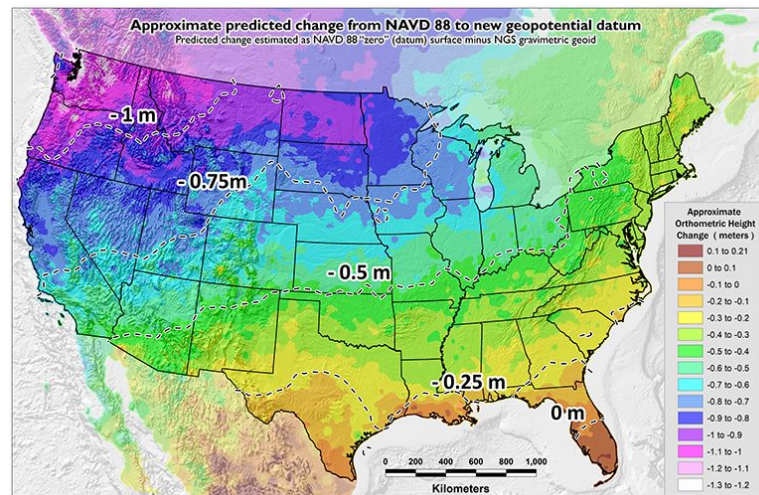 Approximate predicted change from NAVD 88 to new geopotential datum
Predicted change estimated as NAVD 88 "zero" (datum) surface minus NGS gravimetric geoid
- 1 m
- 0.75m
- 0.5 m
- 0.25 m
0 m
Approximate
Orthometric Height
Change ( meters )
0.1 to 0.21
0 to 0.1
-0.1 to 0
-0.2 to -0.1
-0.3 to -0.2
-0.4 to -0.3
-0.5 to -0.4
-0.6 to -0.5
-0.7 to -0.6
-0.8 to -0.7
-0.9 to -0.8
-1 to -0.9
-1.1 to -1
-1.2 to -1.1
-1.3 to -1.2
0 200 400 600 800 1,000
Kilometers